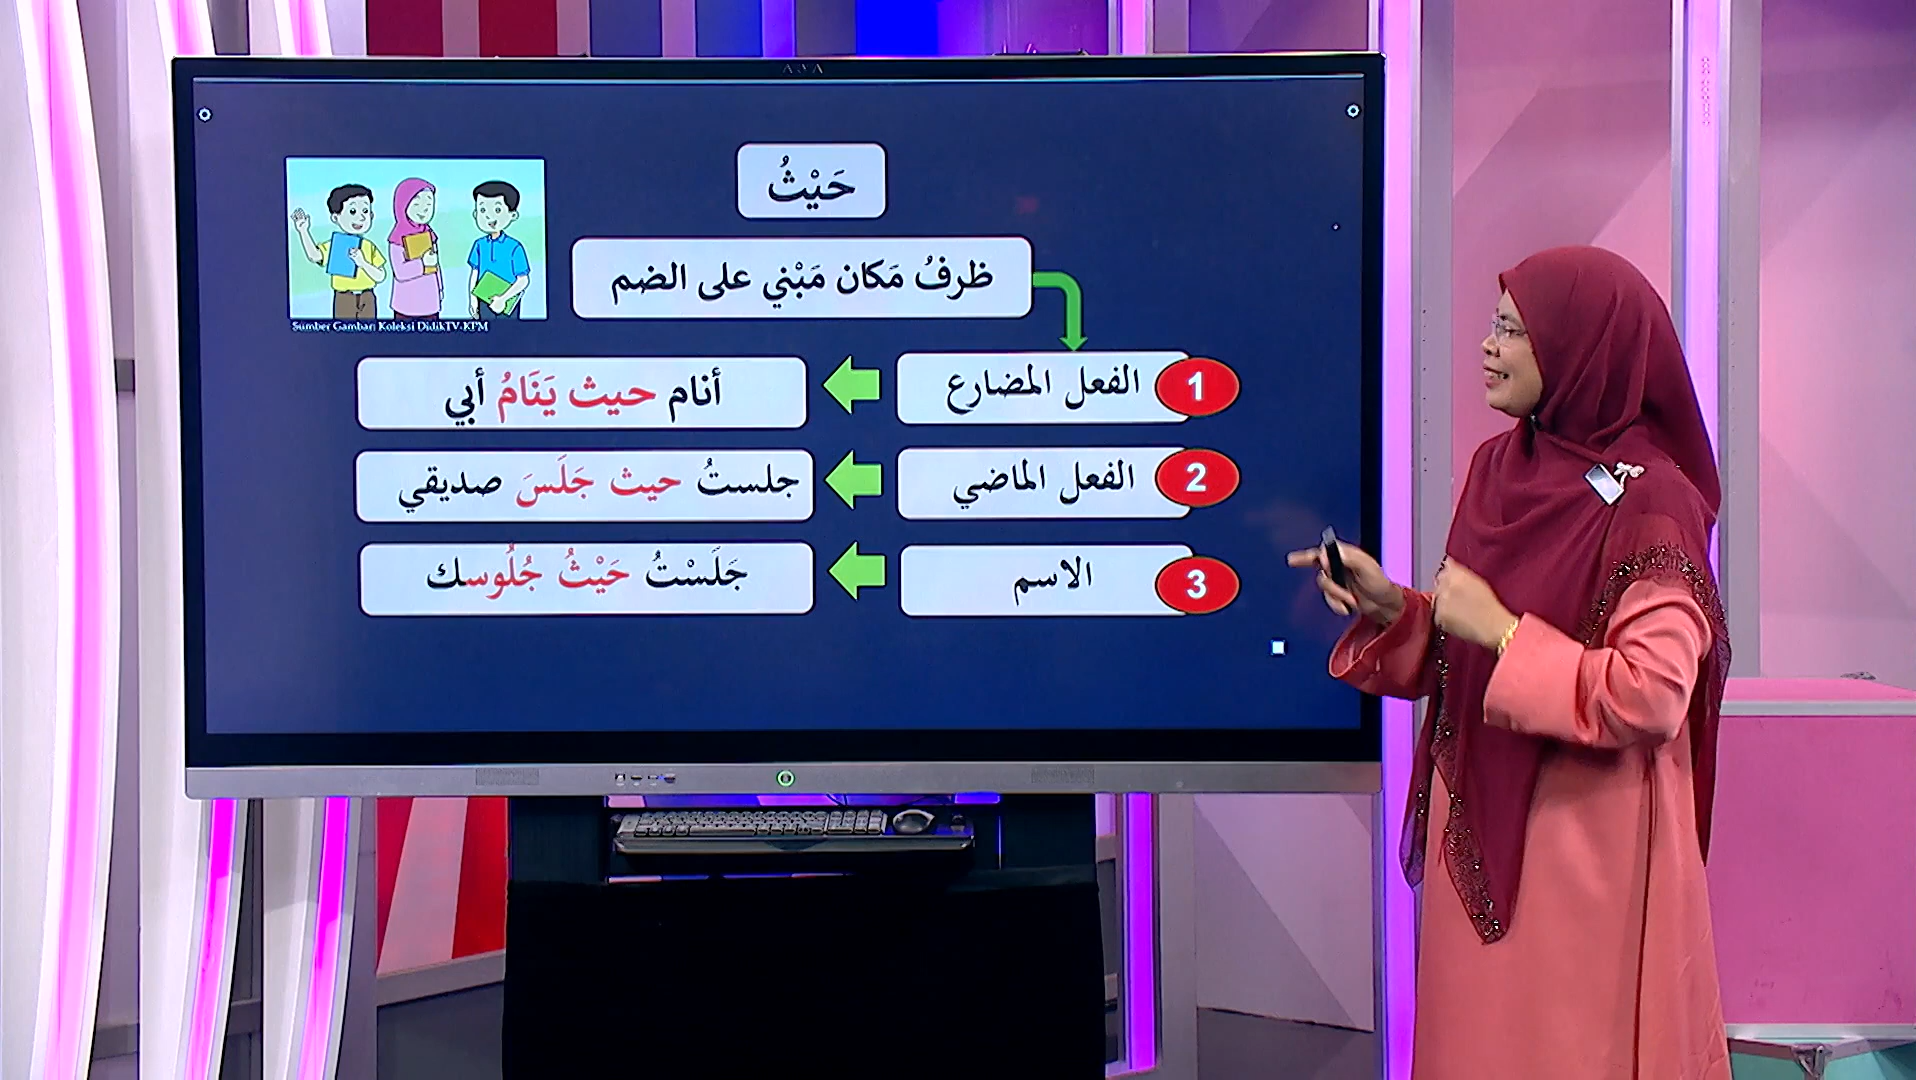 حَيْثُ
ظرفُ مَكان مَبْني على الضم
Sumber Gambar: Koleksi DidikTV-KPM
1 الفعل المضارع
أنام حيث يَنَامُ أبي
2 الفعل الماضي
جلستُ حيث جَلَسَ صديقي
3 الاسم
جَلَسْتُ حَيْثُ جُلُوسك